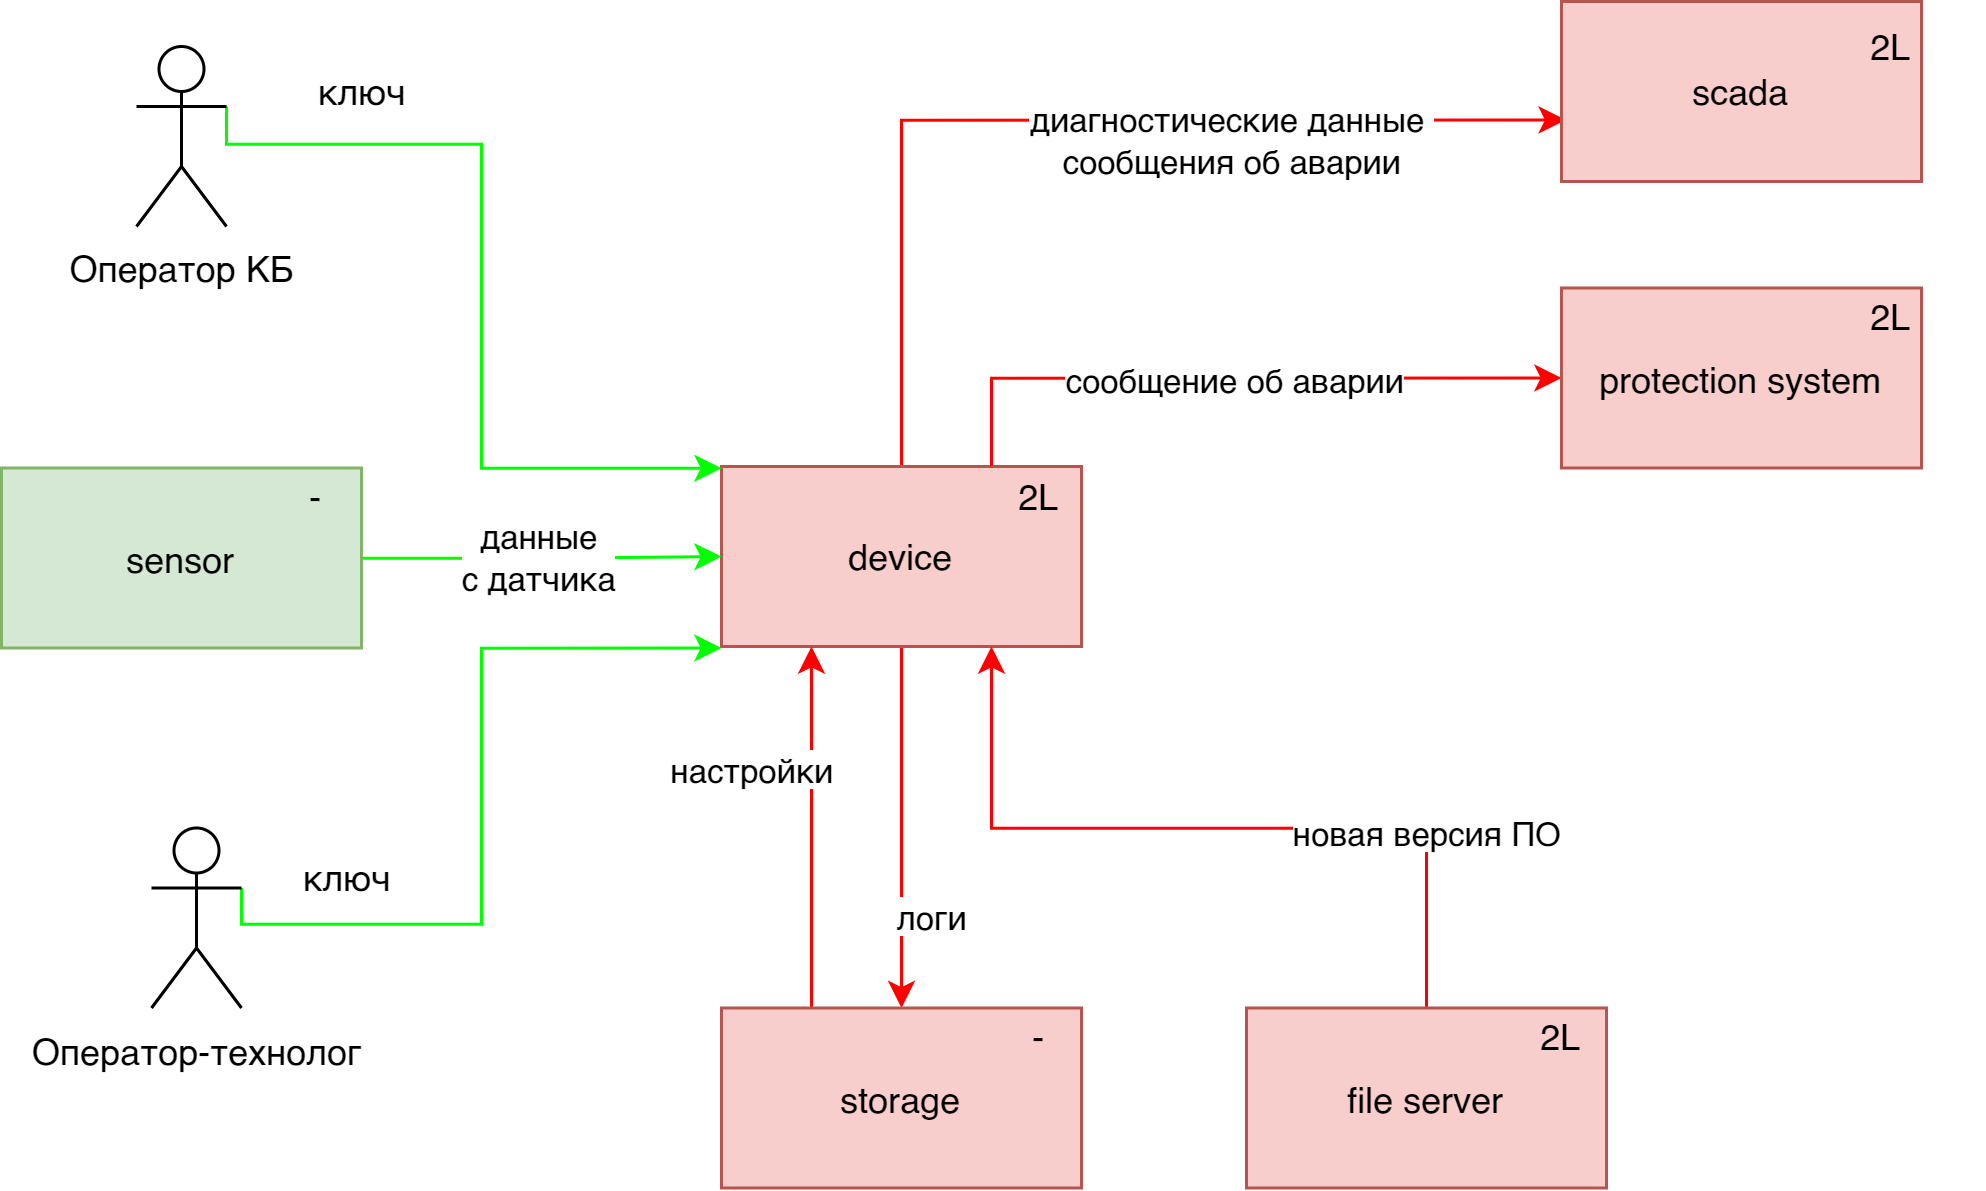 ключ
Оператор КБ
диагностические данные
сообщения об аварии
2L
scada
2L
protection system
сообщение об аварии
-
sensor
данные
с датчика
2L
device
настройки
логи
новая версия ПО
ключ
Оператор-технолог
-
storage
2L
file server